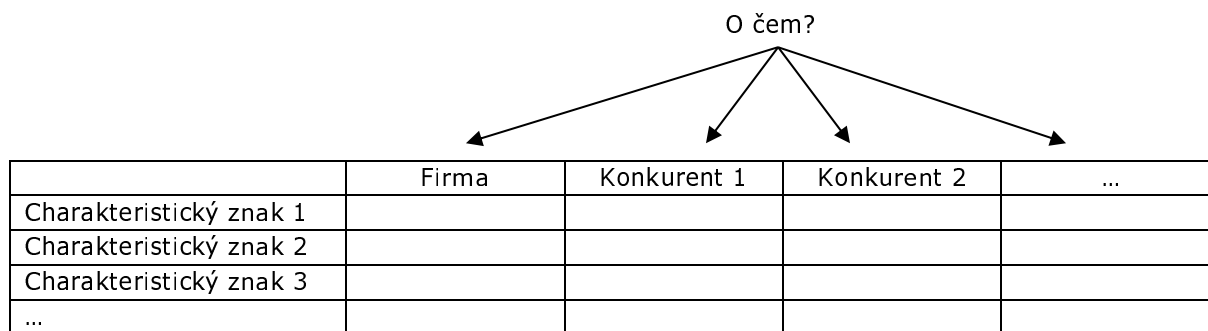 O čem?
Firma Konkurent 1 Konkurent 2 ...
Charakteristický znak 1
Charakteristický znak 2
Charakteristický znak 3
...